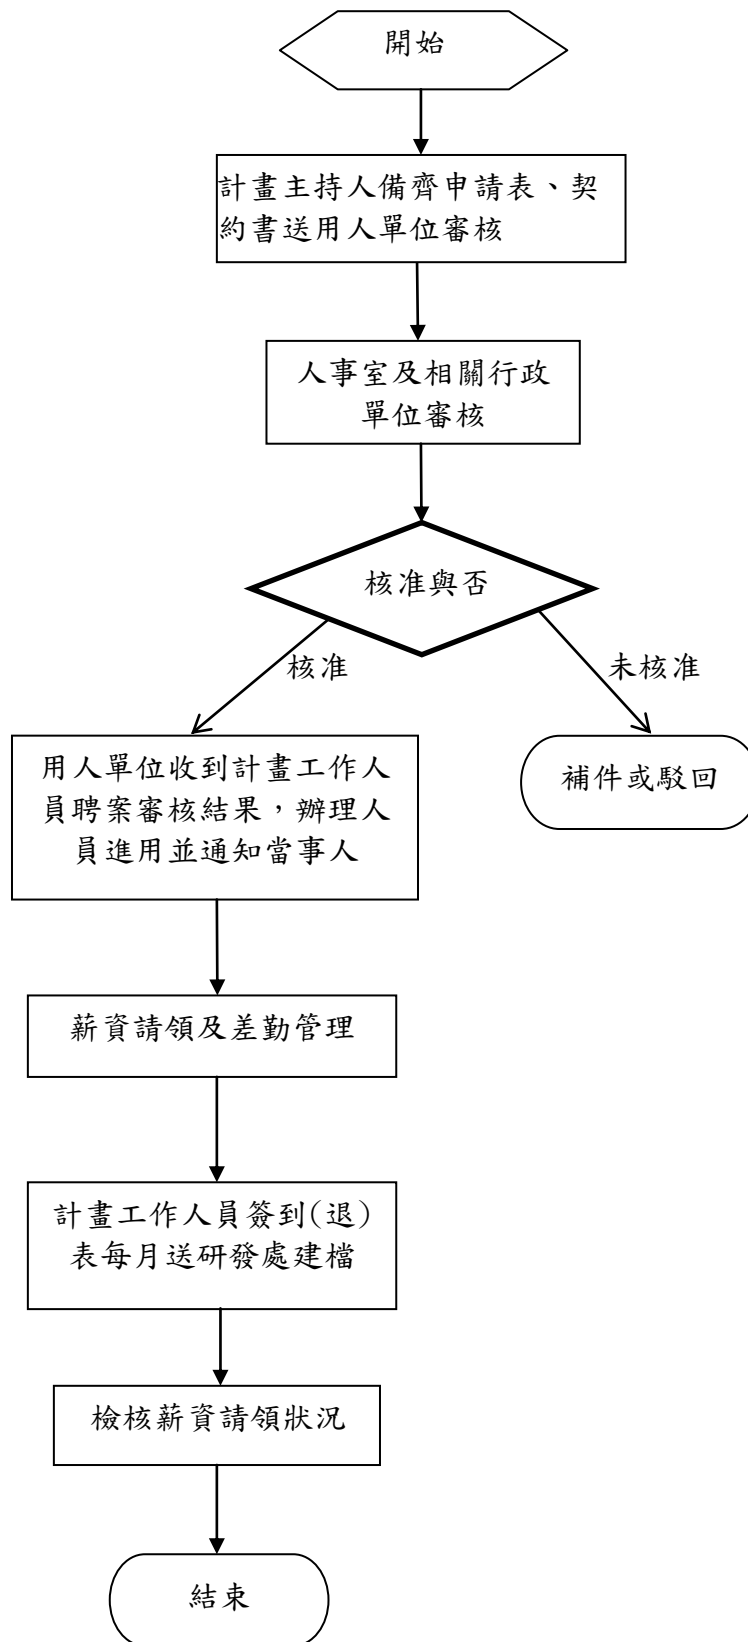 開始
計畫主持人備齊申請表、契
約書送用人單位審核
人事室及相關行政
單位審核
核准與否
核准
未核准
用人單位收到計畫工作人
員聘案審核結果，辦理人
員進用並通知當事人
補件或駁回
薪資請領及差勤管理
計畫工作人員簽到(退)
表每月送研發處建檔
檢核薪資請領狀況
結束